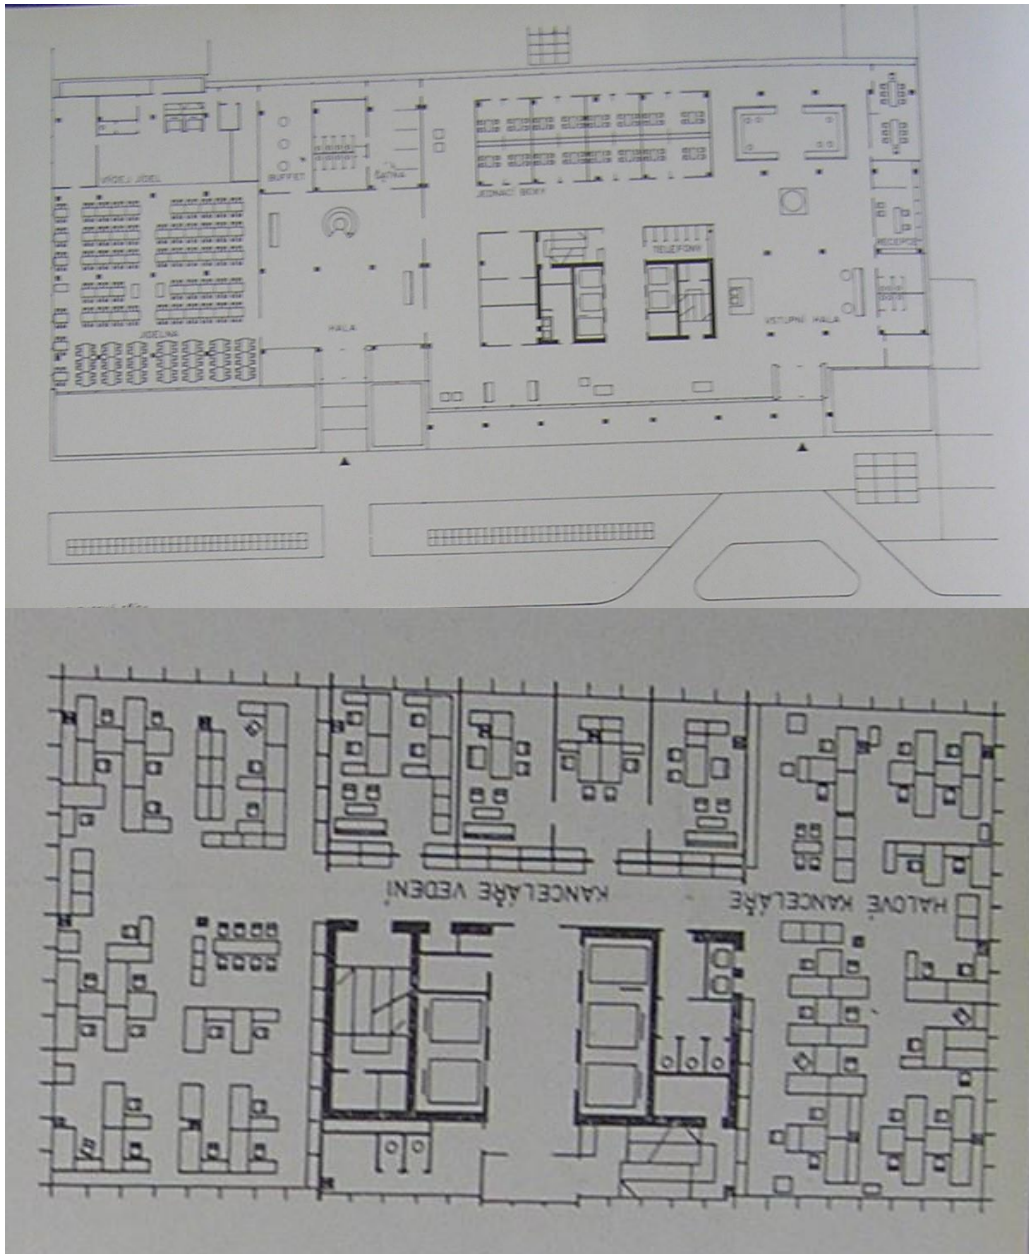 VÝDEJ JÍDEL
BUFFET
ŠATNA
JEDNACÍ BOXY
TELEFONY
RECEPCE
VSTUPNÍ HALA
HALA
JÍDELNA
KANCELÁŘE VEDENÍ
HALOVÉ KANCELÁŘE